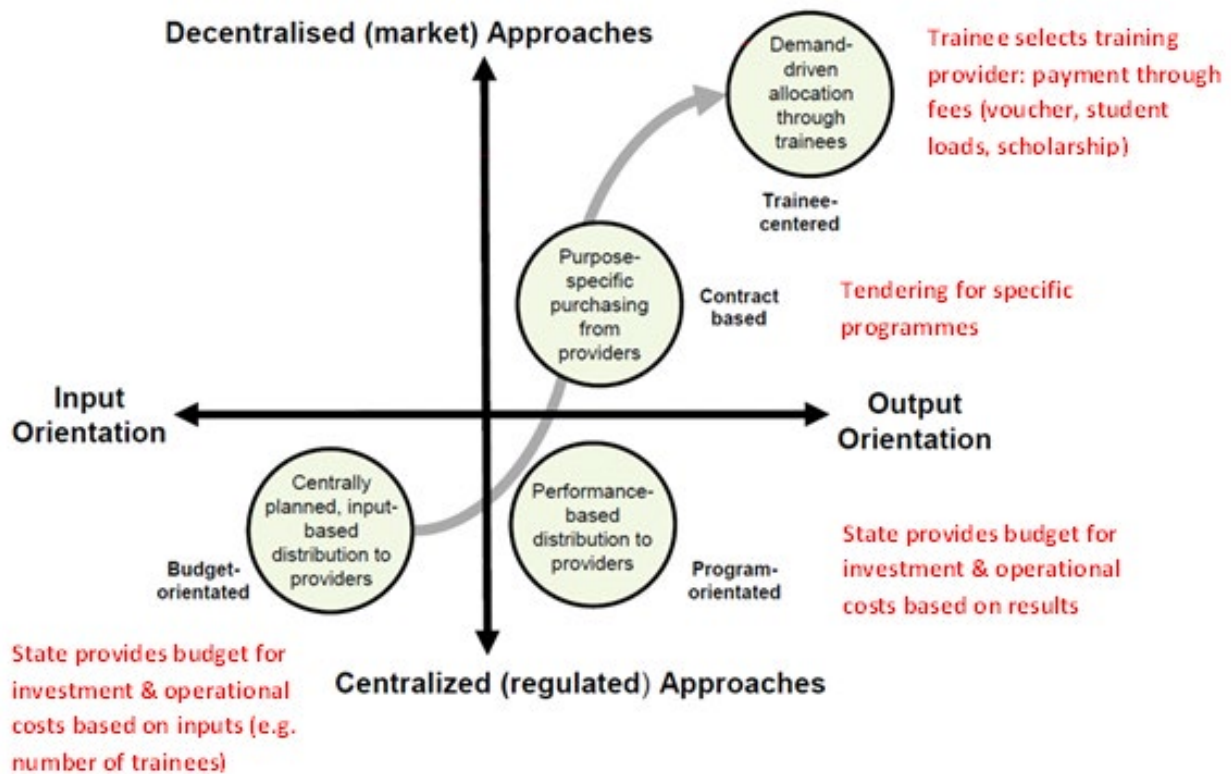 Decentralised (market) Approaches
Demand-
driven
allocation
through
trainees
Trainee selects training
provider: payment through
fees (voucher, student
loads, scholarship)
Trainee-
centered
Purpose-
specific
purchasing
from
providers
Contract
based
Tendering for specific
programmes
Input
Orientation
Output
Orientation
Centrally
planned, input-
based
distribution to
providers
Budget-
orientated
Performance-
based
distribution to
providers
Program-
orientated
State provides budget for
investment & operational
costs based on results
State provides budget for
investment & operational
costs based on inputs (e.g.
number of trainees)
Centralized (regulated) Approaches